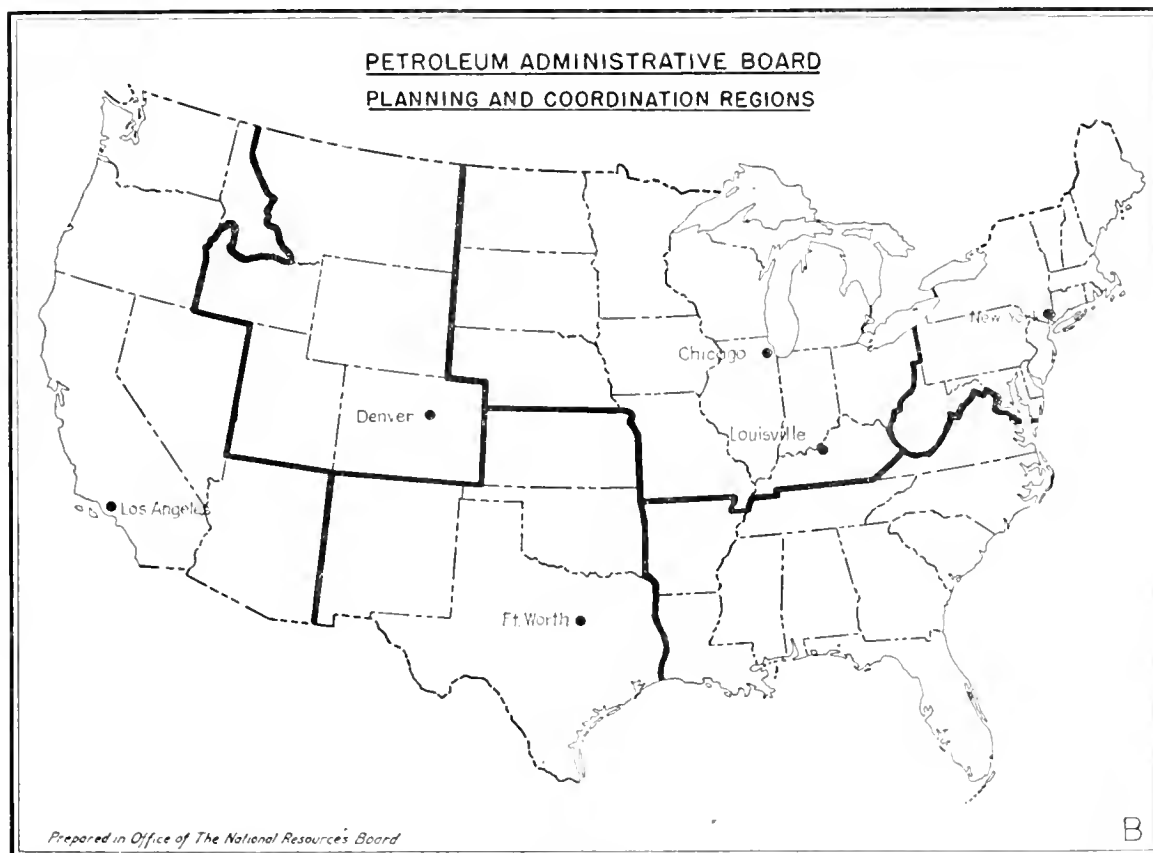 PETROLEUM ADMINISTRATIVE BOARD
PLANNING AND COORDINATION REGIONS
New York
Chicago
Denver
Louisville
Los Angeles
Ft. Worth
Prepared in Office of The National Resource's Board
B